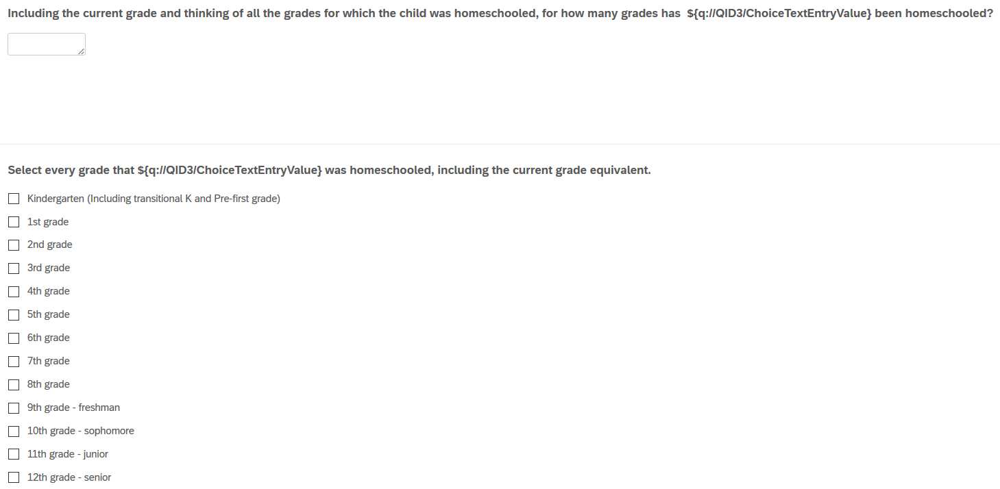 Including the current grade and thinking of all the grades for which the child was homeschooled, for how many grades has  ${q://QID3/ChoiceTextEntryValue} been homeschooled?
Select every grade that ${q://QID3/ChoiceTextEntryValue} was homeschooled, including the current grade equivalent.
Kindergarten (Including transitional K and Pre-first grade)
1st grade
2nd grade
3rd grade
4th grade
5th grade
6th grade
7th grade
8th grade
9th grade - freshman
10th grade - sophomore
11th grade - junior
12th grade - senior